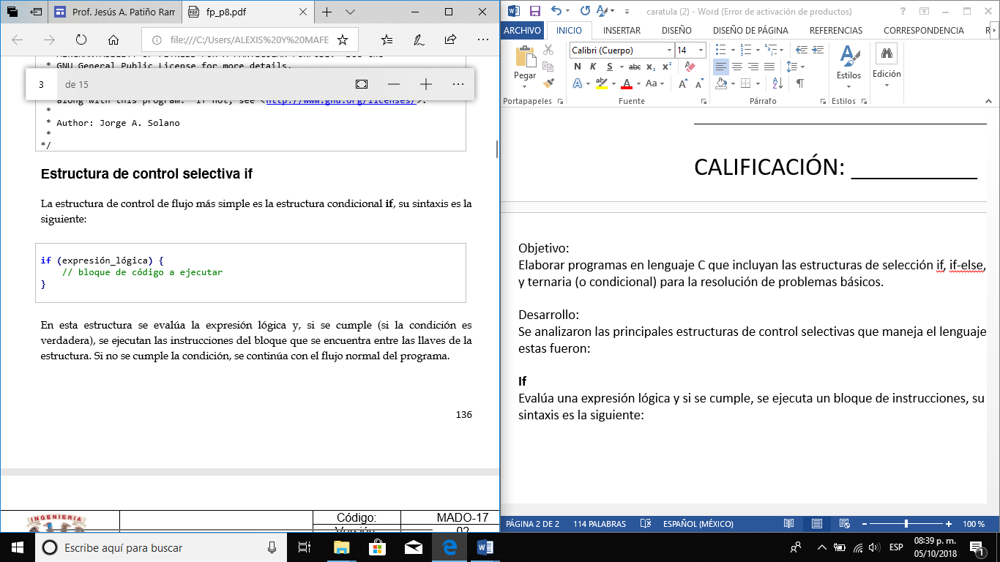 Prof. Jesús A. Patiño Ram
fp_p8.pdf
file:///C:/Users/ALEXIS%20Y%20MAFE
* GNU General Public License for more details.
3 de 15
along with this program. If not, see <http://www.gnu.org/licenses/>.
*
* Author: Jorge A. Solano
*
*/
Estructura de control selectiva if
La estructura de control de flujo más simple es la estructura condicional if, su sintaxis es la
siguiente:
if (expresión_lógica) {
// bloque de código a ejecutar
}
En esta estructura se evalúa la expresión lógica y, si se cumple (si la condición es
verdadera), se ejecutan las instrucciones del bloque que se encuentra entre las llaves de la
estructura. Si no se cumple la condición, se continúa con el flujo normal del programa.
136
INGENIERIA
Código: MADO-17
Versión 02
caratula (2) - Word (Error de activación de productos)
ARCHIVO INICIO INSERTAR DISEÑO DISEÑO DE PÁGINA REFERENCIAS CORRESPONDENCIA R
Calibri (Cuerpo) 14
N K S abc x₂ x²
A ab A Aa A A
Pegar
Estilos
Edición
Portapapeles Fuente Párrafo Estilos
CALIFICACIÓN: ___________
Objetivo:
Elaborar programas en lenguaje C que incluyan las estructuras de selección if, if-else,
y ternaria (o condicional) para la resolución de problemas básicos.
Desarrollo:
Se analizaron las principales estructuras de control selectivas que maneja el lenguaje
estas fueron:
If
Evalúa una expresión lógica y si se cumple, se ejecuta un bloque de instrucciones, su
sintaxis es la siguiente:
PÁGINA 2 DE 2 114 PALABRAS ESPAÑOL (MÉXICO) 100 %
Escribe aquí para buscar
ESP
08:39 p. m.
05/10/2018
1